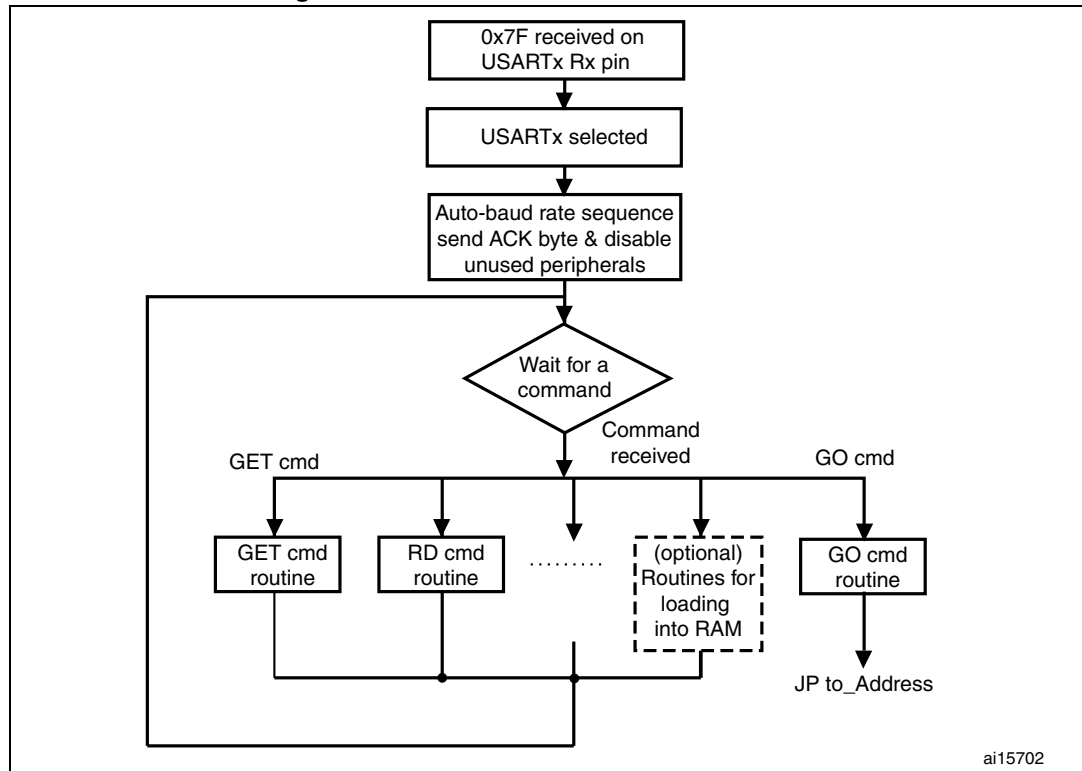 0x7F received on
USARTx Rx pin
USARTx selected
Auto-baud rate sequence
send ACK byte & disable
unused peripherals
Wait for a
command
Command
received
GET cmd
GO cmd
GET cmd
routine
RD cmd
routine
. . . . . . . . .
(optional)
Routines for
loading
into RAM
GO cmd
routine
JP to_Address
ai15702